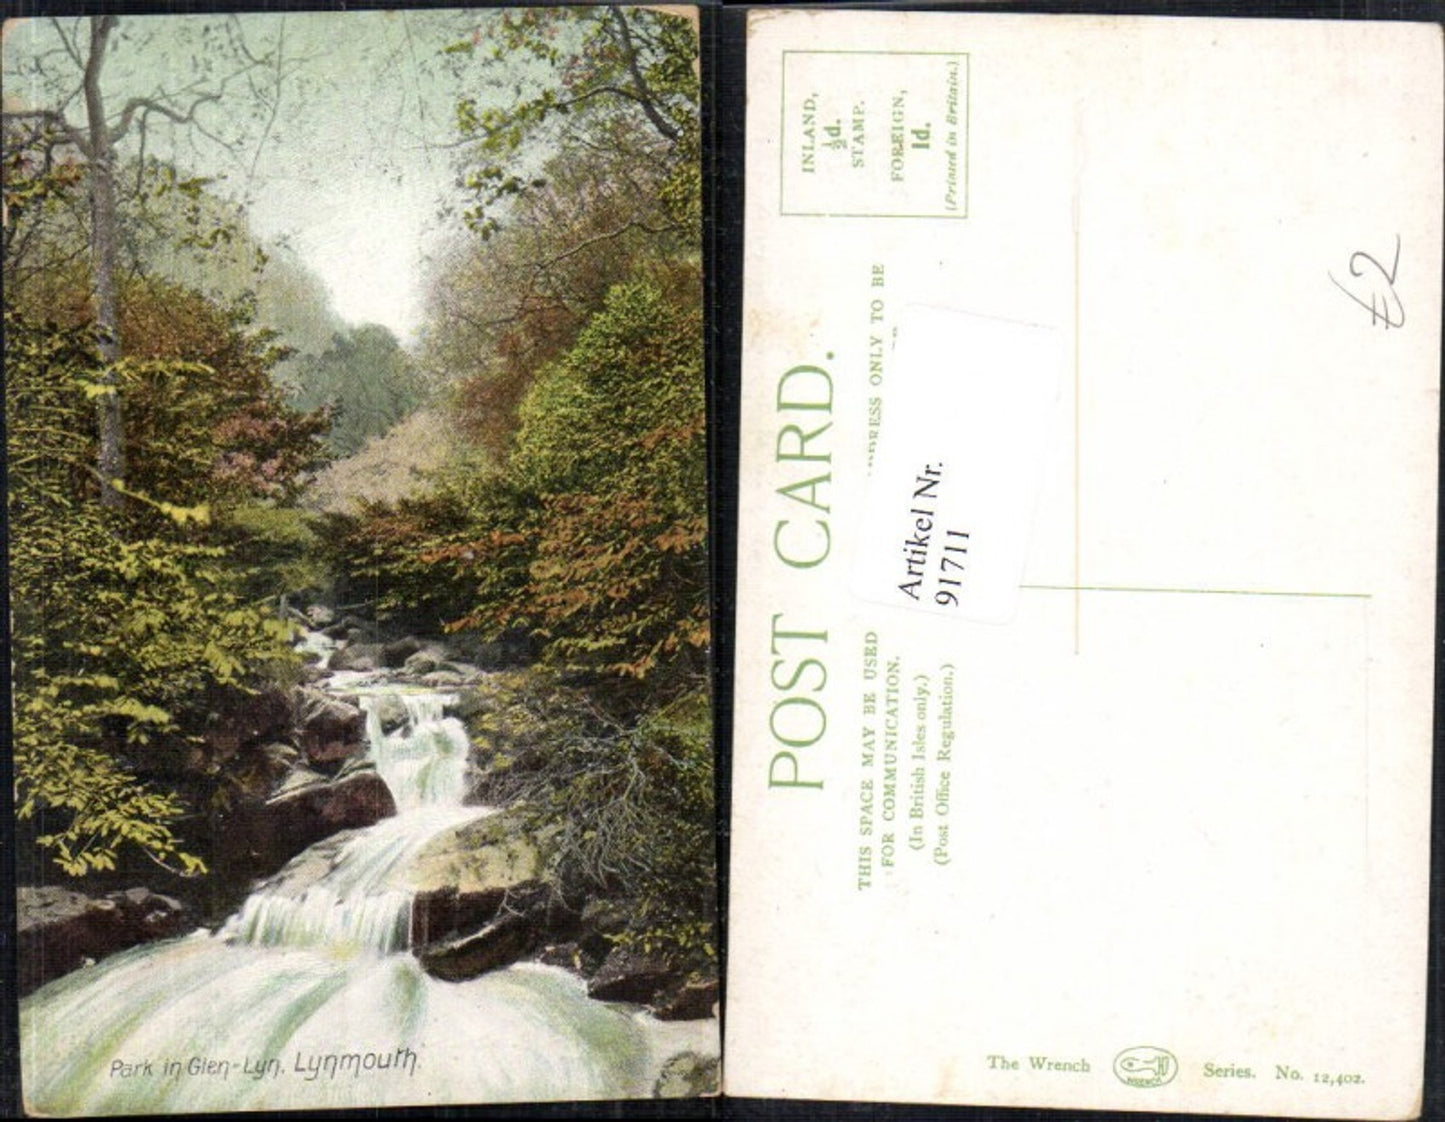 Park in Glen-Lyn. Lynmouth.
POST CARD.
INLAND,
½d.
STAMP.
FOREIGN,
1d.
(Printed in Britain.)
THIS SPACE MAY BE USED
FOR COMMUNICATION.
(In British Isles only.)
(Post Office Regulation.)
RESS ONLY TO BE
Artikel Nr.
91711
£2
The Wrench WRENCH Series. No. 12,402.